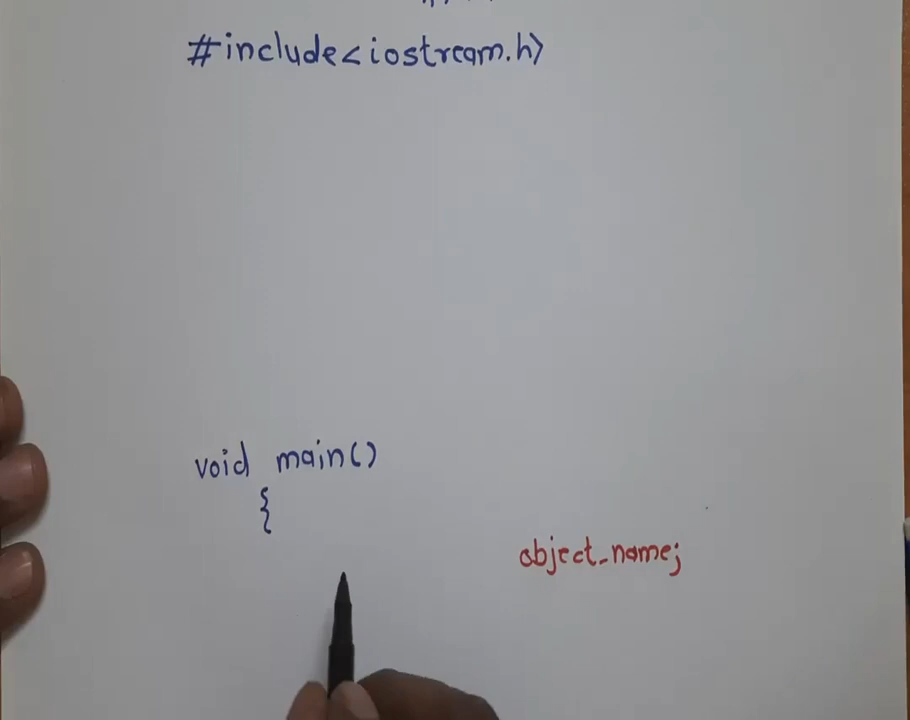 #include<iostream.h>
void main()
{
object_name;